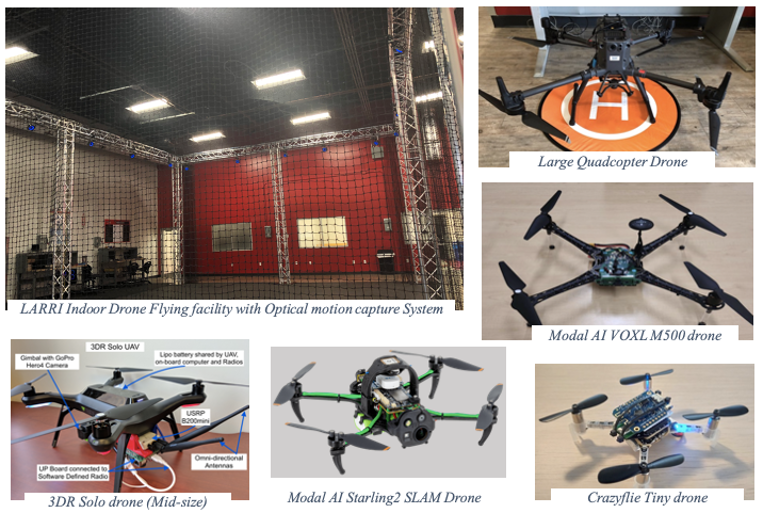 H
Large Quadcopter Drone
LARRI Indoor Drone Flying facility with Optical motion capture System
Modal AI VOXL M500 drone
3DR Solo UAV
Gimbal with GoPro
Hero4 Camera
Lipo battery shared by UAV,
on-board computer and Radios
USRP
B200mini
Omni-directional
Antennas
UP Board connected to
Software Defined Radio
3DR Solo drone (Mid-size)
Modal AI Starling2 SLAM Drone
Crazyflie Tiny drone